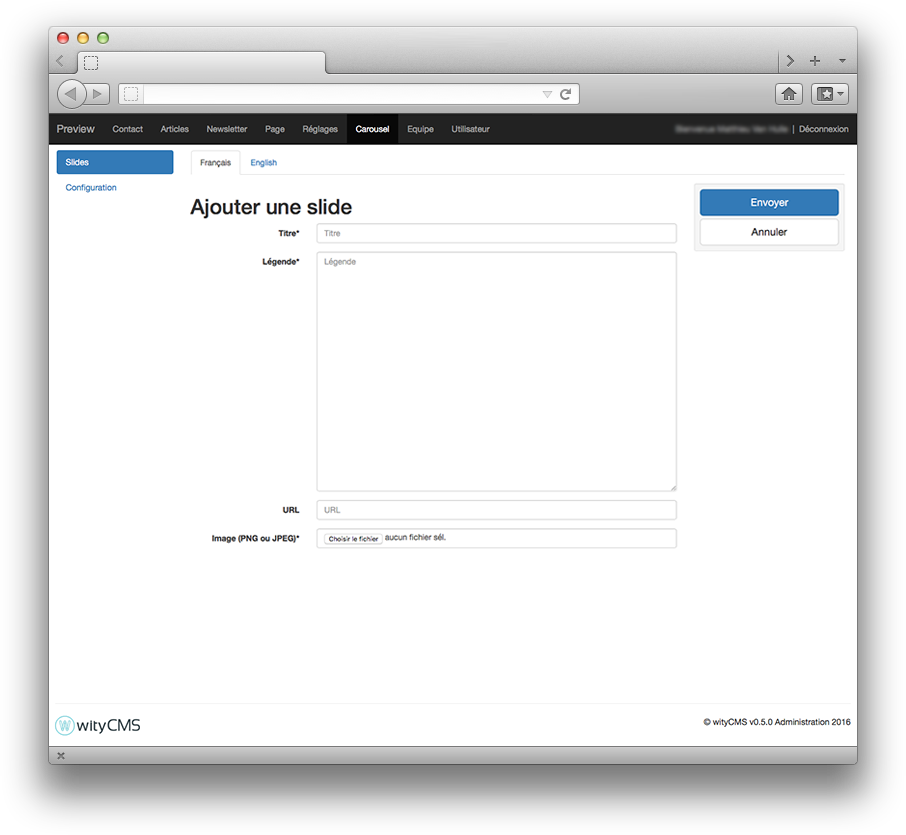 Preview Contact Articles Newsletter Page Réglages Carousel Equipe Utilisateur | Déconnexion
Slides
Configuration
Français English
Ajouter une slide
Titre* Titre
Légende* Légende
URL URL
Image (PNG ou JPEG)* Choisir le fichier aucun fichier sél.
Envoyer
Annuler
wityCMS
© wityCMS v0.5.0 Administration 2016